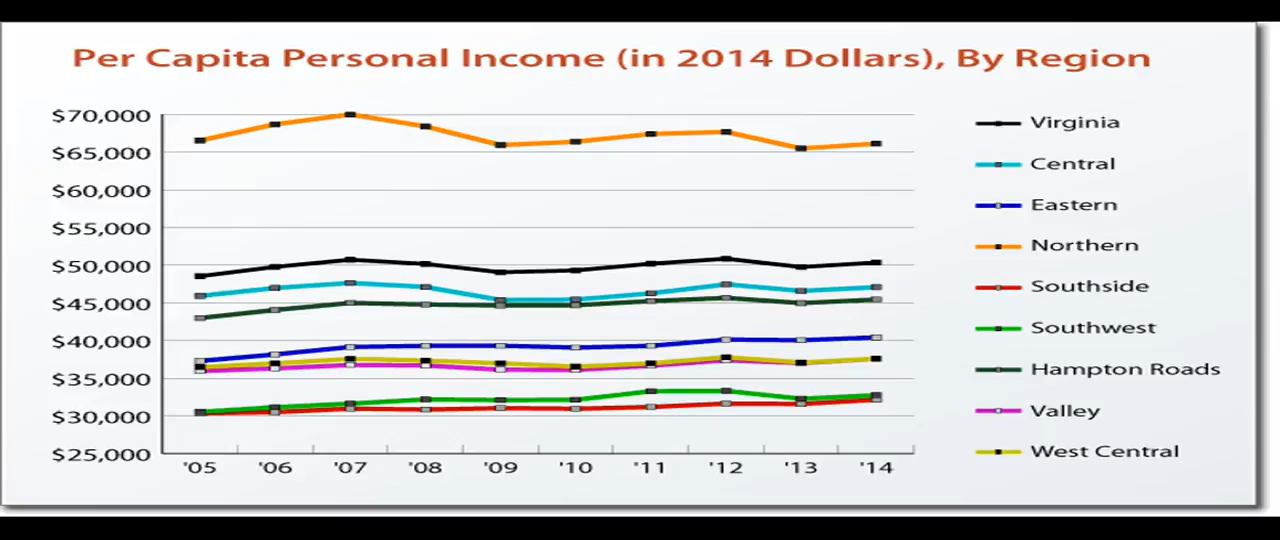 Per Capita Personal Income (in 2014 Dollars), By Region
$70,000
$65,000
$60,000
$55,000
$50,000
$45,000
$40,000
$35,000
$30,000
$25,000
'05 '06 '07 '08 '09 '10 '11 '12 '13 '14
Virginia
Central
Eastern
Northern
Southside
Southwest
Hampton Roads
Valley
West Central